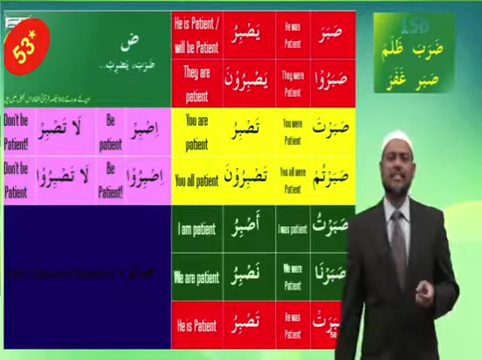 53*
ض
ضَرَبَ، يَضْرِبُ..
ضَرَبَ ظَلَمَ
صَبَر غَفَرَ
He is Patient / will be Patient يَصْبِرُ He was Patient صَبَرَ
They are patient يَصْبِرُونَ They were Patient صَبَرُوْا
Don't be Patient! لَا تَصْبِرْ Be patient اِصْبِرْ You are patient تَصْبِرُ You were Patient صَبَرْتَ
Don't be Patient لَا تَصْبِرُوْا Be Patient! اِصْبِرُوْا You all patient تَصْبِرُوْنَ You all were Patient صَبَرْتُمْ
I am patient أَصْبِرُ I was patient صَبَرْتُ
We are patient نَصْبِرُ We were Patient صَبَرْنَا
He is Patient تَصْبِرُ He was Patient صَبَرَتْ